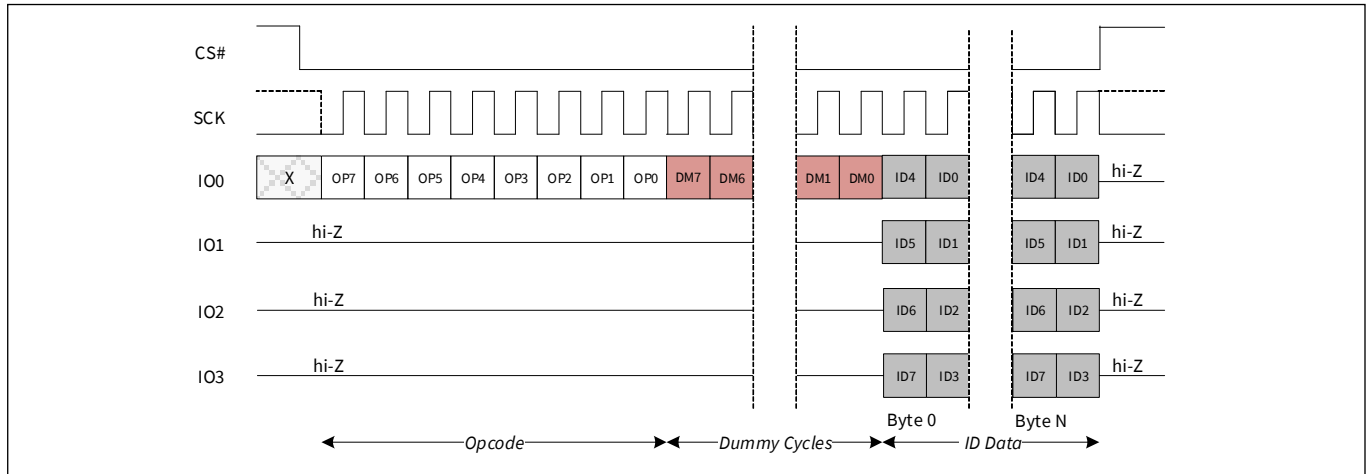 CS#
SCK
IO0 X OP7 OP6 OP5 OP4 OP3 OP2 OP1 OP0 DM7 DM6 DM1 DM0 ID4 ID0 ID4 ID0 hi-Z
IO1 hi-Z ID5 ID1 ID5 ID1 hi-Z
IO2 hi-Z ID6 ID2 ID6 ID2 hi-Z
IO3 hi-Z ID7 ID3 ID7 ID3 hi-Z
Byte 0 Byte N
Opcode Dummy Cycles ID Data